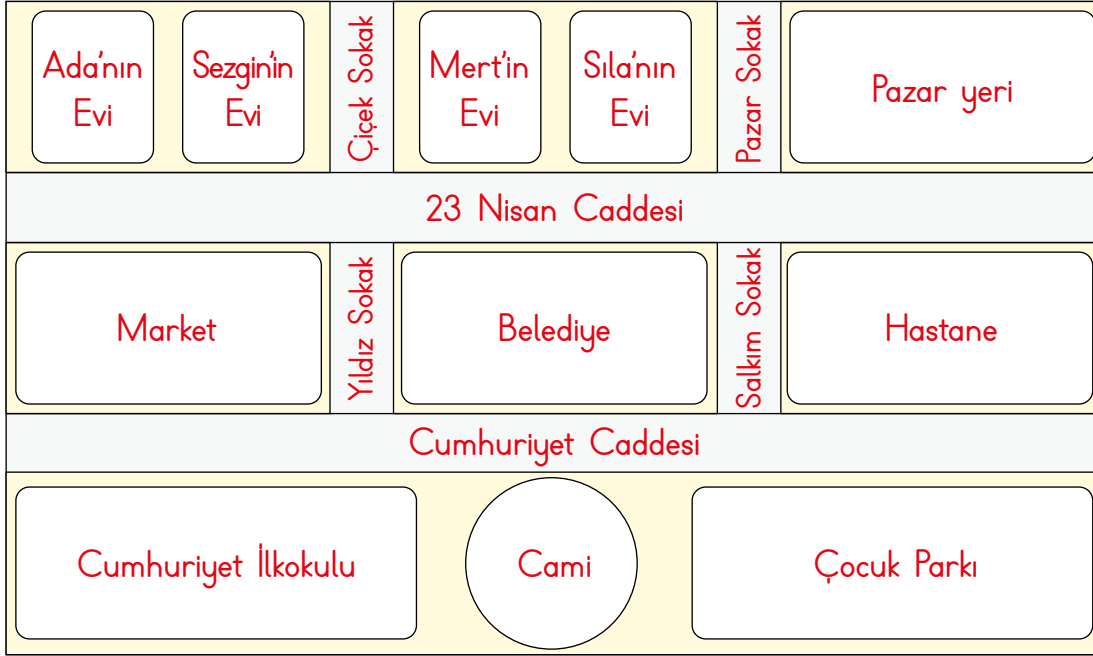 Ada'nın
Evi
Sezgin'in
Evi
Çiçek Sokak
Mert'in
Evi
Sıla'nın
Evi
Pazar Sokak
Pazar yeri
23 Nisan Caddesi
Market
Yıldız Sokak
Belediye
Salkım Sokak
Hastane
Cumhuriyet Caddesi
Cumhuriyet İlkokulu
Cami
Çocuk Parkı